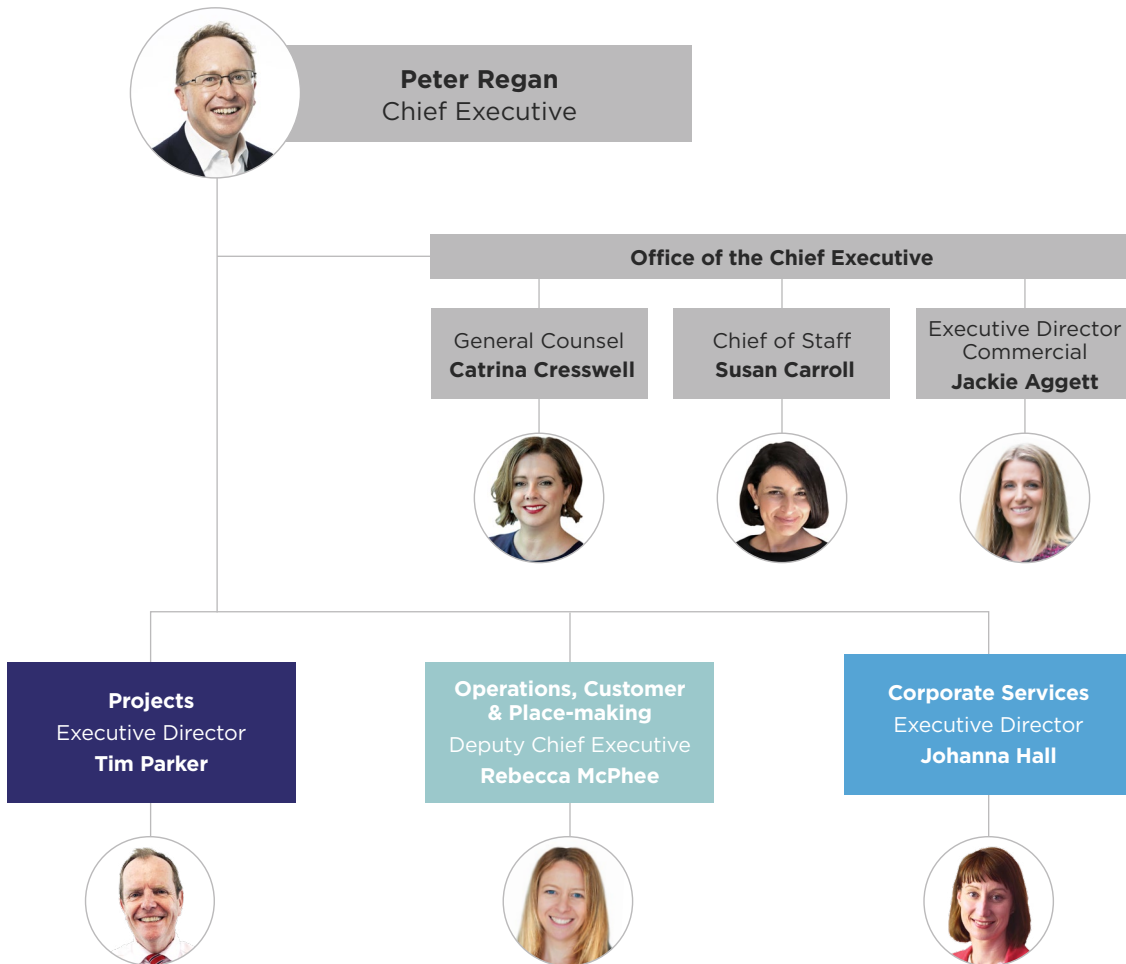 Peter Regan
Chief Executive
Office of the Chief Executive
General Counsel
Catrina Cresswell
Chief of Staff
Susan Carroll
Executive Director
Commercial
Jackie Aggett
Projects
Executive Director
Tim Parker
Operations, Customer
& Place-making
Deputy Chief Executive
Rebecca McPhee
Corporate Services
Executive Director
Johanna Hall